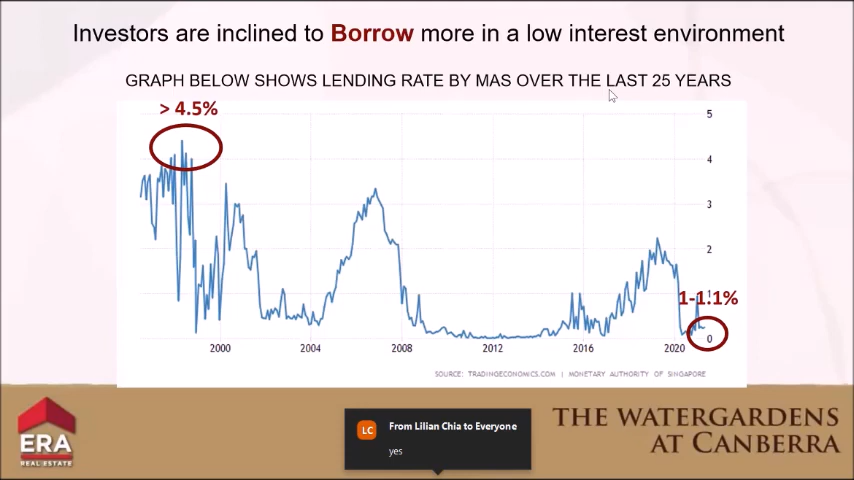 Investors are inclined to Borrow more in a low interest environment
GRAPH BELOW SHOWS LENDING RATE BY MAS OVER THE LAST 25 YEARS
> 4.5%
5
4
3
2
1
1-1.1%
0
2000 2004 2008 2012 2016 2020
SOURCE: TRADINGECONOMICS.COM | MONETARY AUTHORITY OF SINGAPORE
ERA
REAL ESTATE
LC
From Lilian Chia to Everyone
yes
THE WATERGARDENS
AT CANBERRA